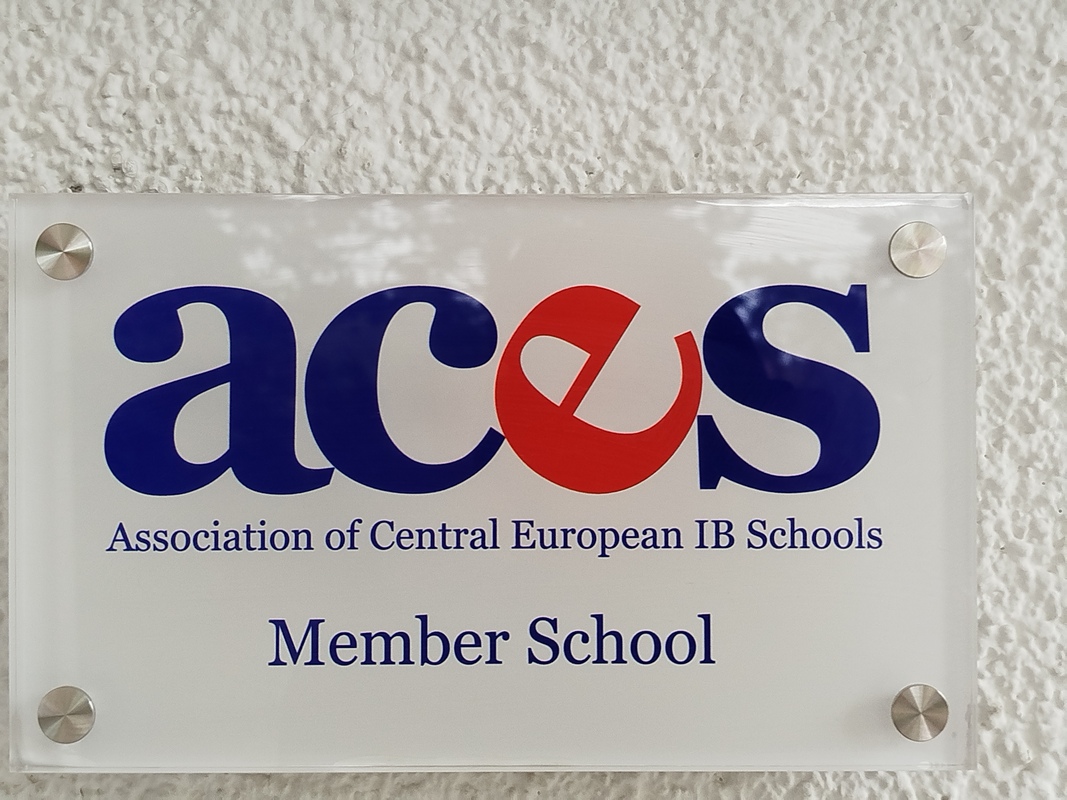 aces
Association of Central European IB Schools
Member School